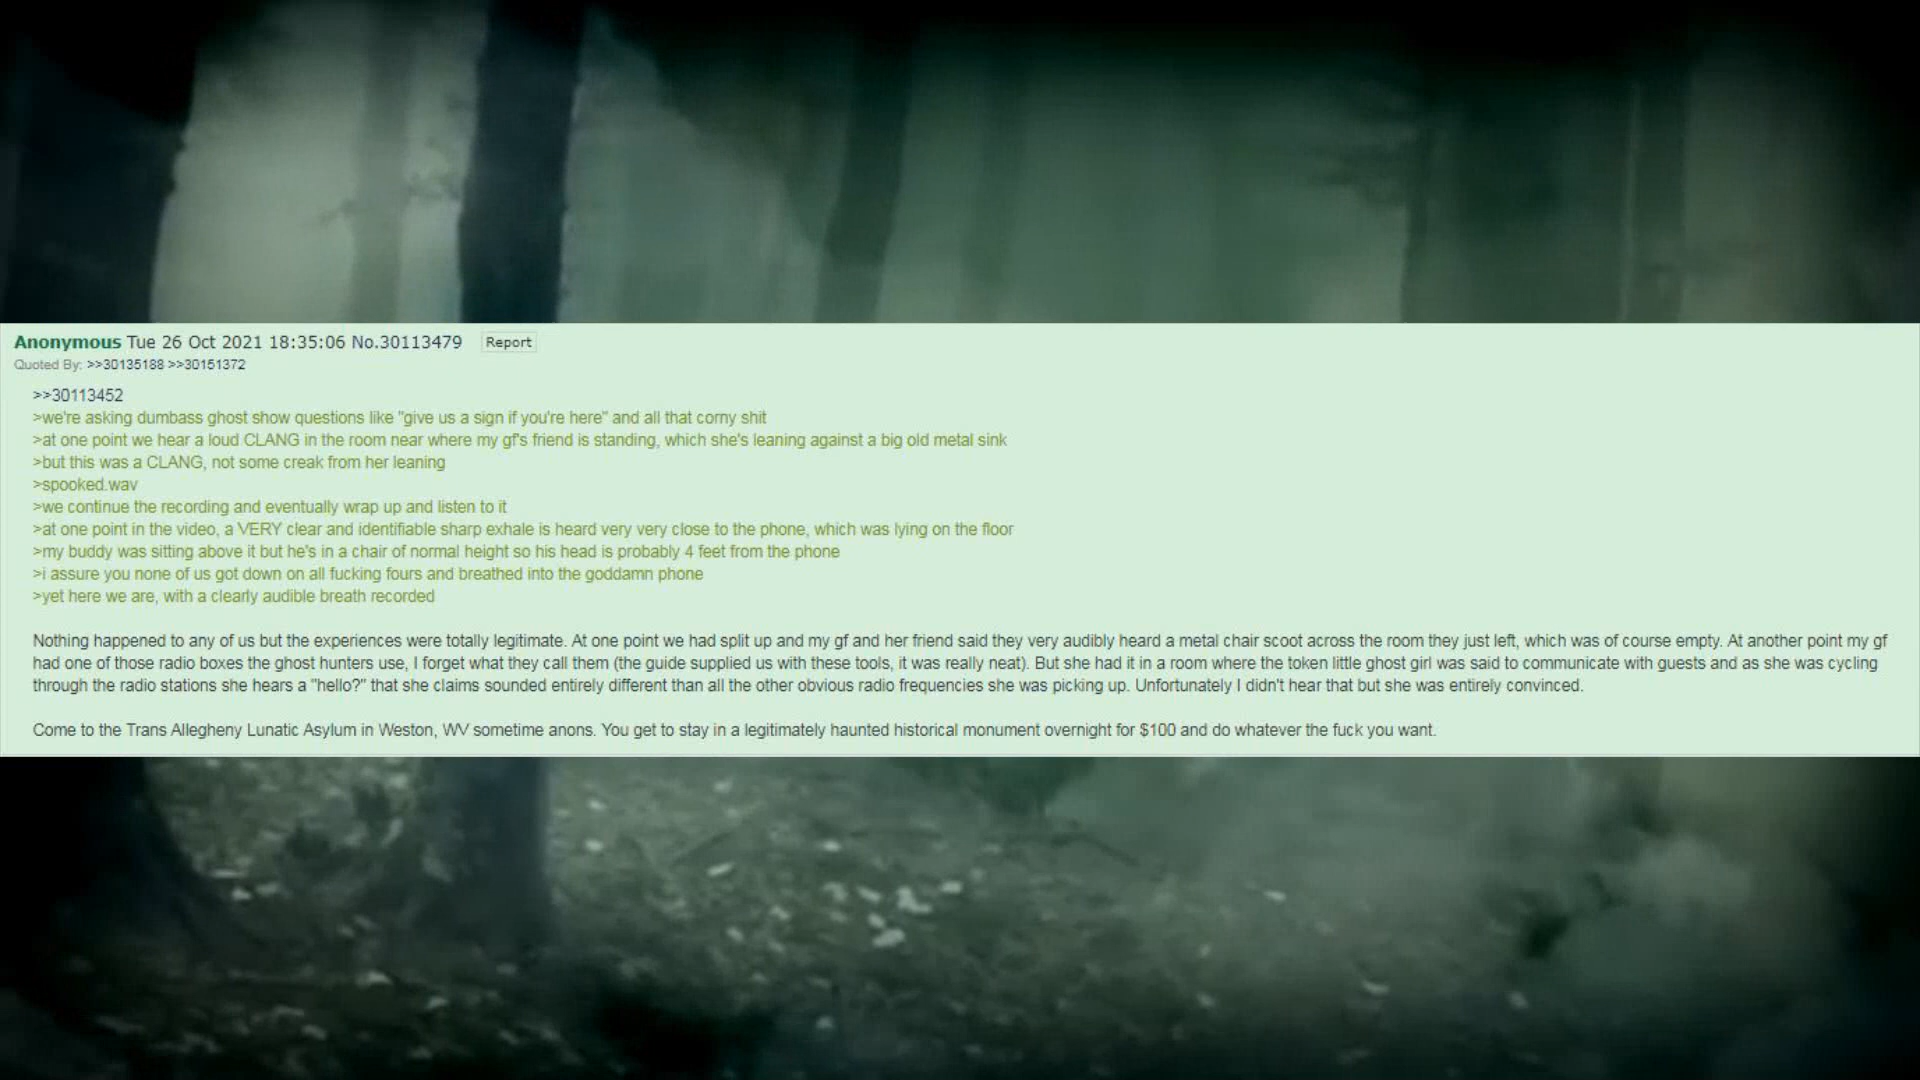 Anonymous Tue 26 Oct 2021 18:35:06 No.30113479 Report
Quoted By: >>30135188 >>30151372
>>30113452
>we're asking dumbass ghost show questions like "give us a sign if you're here" and all that corny shit
>at one point we hear a loud CLANG in the room near where my gf's friend is standing, which she's leaning against a big old metal sink
>but this was a CLANG, not some creak from her leaning
>spooked.wav
>we continue the recording and eventually wrap up and listen to it
>at one point in the video, a VERY clear and identifiable sharp exhale is heard very very close to the phone, which was lying on the floor
>my buddy was sitting above it but he's in a chair of normal height so his head is probably 4 feet from the phone
>i assure you none of us got down on all fucking fours and breathed into the goddamn phone
>yet here we are, with a clearly audible breath recorded
Nothing happened to any of us but the experiences were totally legitimate. At one point we had split up and my gf and her friend said they very audibly heard a metal chair scoot across the room they just left, which was of course empty. At another point my gf
had one of those radio boxes the ghost hunters use, I forget what they call them (the guide supplied us with these tools, it was really neat). But she had it in a room where the token little ghost girl was said to communicate with guests and as she was cycling
through the radio stations she hears a "hello?" that she claims sounded entirely different than all the other obvious radio frequencies she was picking up. Unfortunately I didn't hear that but she was entirely convinced.
Come to the Trans Allegheny Lunatic Asylum in Weston, WV sometime anons. You get to stay in a legitimately haunted historical monument overnight for $100 and do whatever the fuck you want.